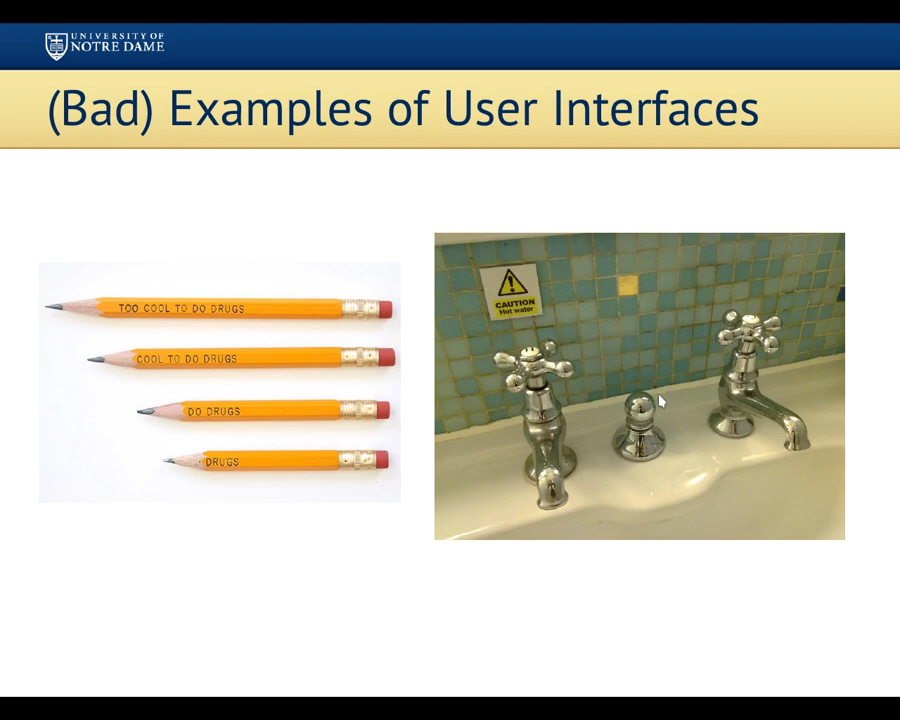 UNIVERSITY OF
NOTRE DAME
(Bad) Examples of User Interfaces
TOO COOL TO DO DRUGS
COOL TO DO DRUGS
DO DRUGS
DRUGS
CAUTION
Hot water